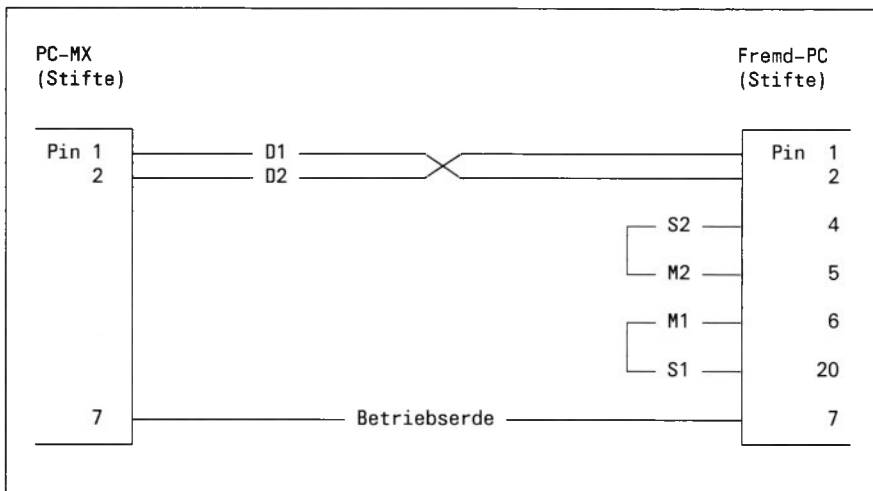 PC-MX Fremd-PC
(Stifte) (Stifte)
Pin 1 D1 Pin 1
2 D2 2
S2 4
M2 5
M1 6
S1 20
7 Betriebserde 7